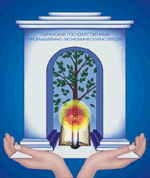 САРАНСКИЙ ГОСУДАРСТВЕННЫЙ
ПРОМЫШЛЕННО-ЭКОНОМИЧЕСКИЙ КОЛЛЕДЖ